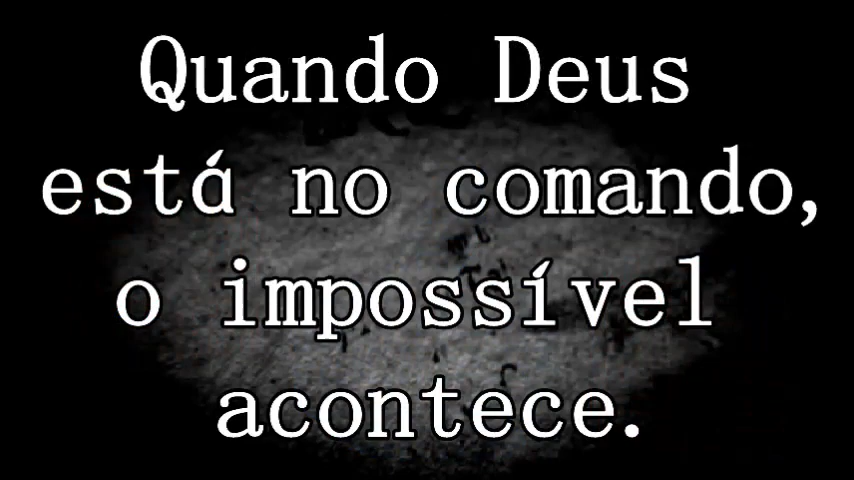 Quando Deus
está no comando,
o impossível
acontece.